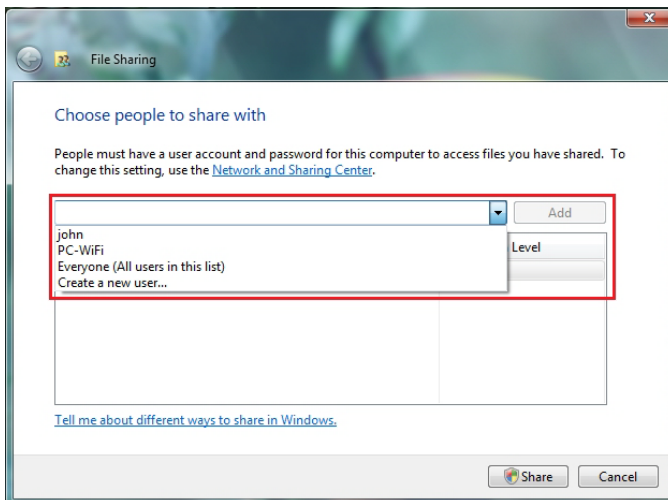 X
File Sharing
Choose people to share with
People must have a user account and password for this computer to access files you have shared. To
change this setting, use the Network and Sharing Center.
Add
john
PC-WiFi
Everyone (All users in this list)
Create a new user...
Level
Tell me about different ways to share in Windows.
Share
Cancel